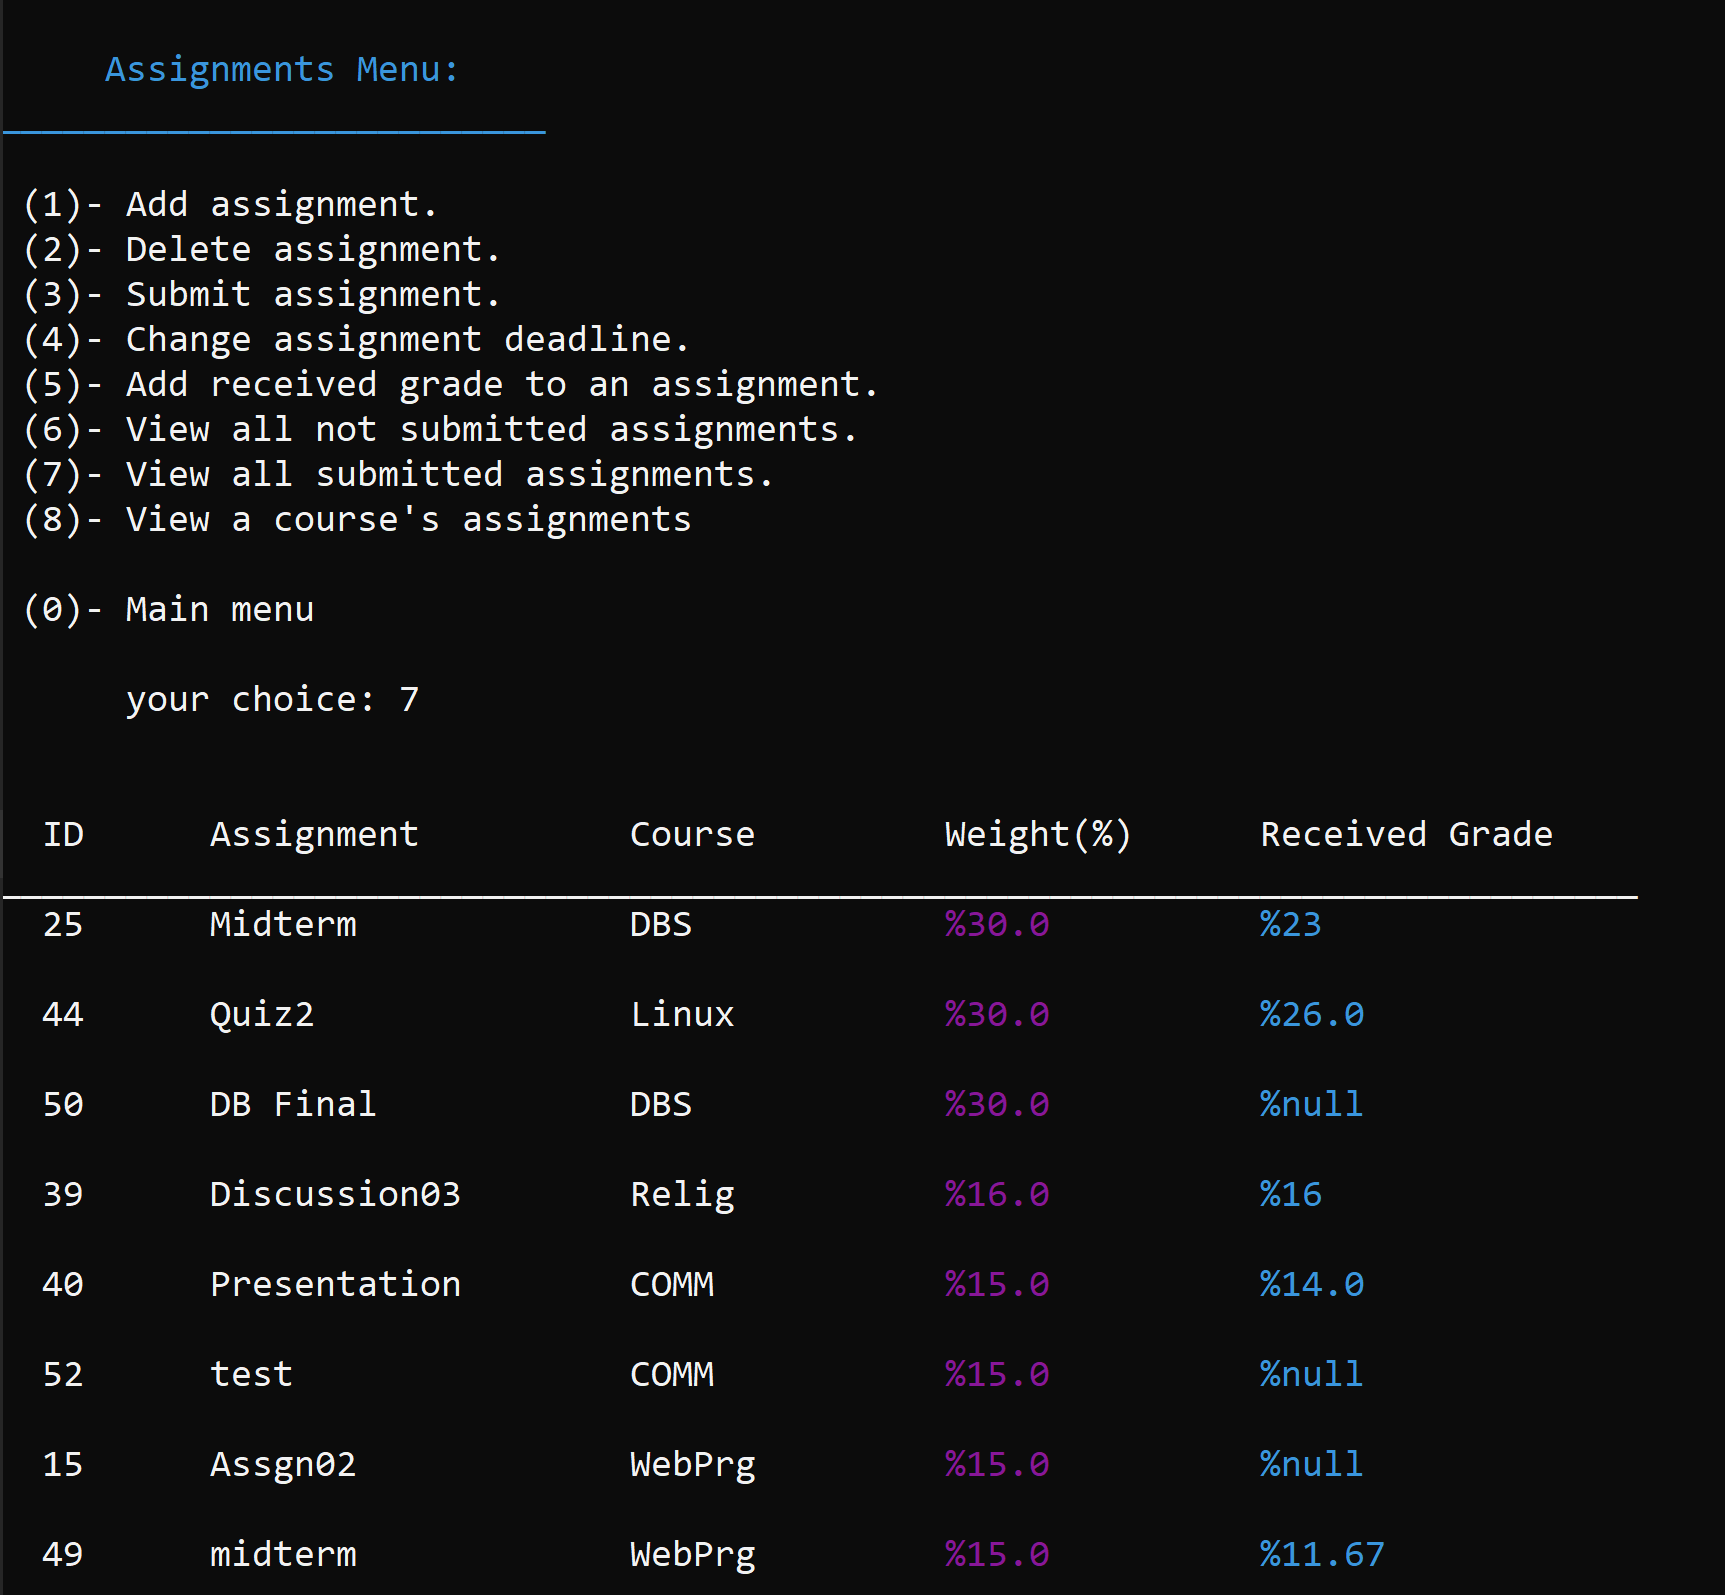 Assignments Menu:
(1)- Add assignment.
(2)- Delete assignment.
(3)- Submit assignment.
(4)- Change assignment deadline.
(5)- Add received grade to an assignment.
(6)- View all not submitted assignments.
(7)- View all submitted assignments.
(8)- View a course's assignments
(0)- Main menu
your choice: 7
ID Assignment Course Weight(%) Received Grade
25 Midterm DBS %30.0 %23
44 Quiz2 Linux %30.0 %26.0
50 DB Final DBS %30.0 %null
39 Discussion03 Relig %16.0 %16
40 Presentation COMM %15.0 %14.0
52 test COMM %15.0 %null
15 Assgn02 WebPrg %15.0 %null
49 midterm WebPrg %15.0 %11.67